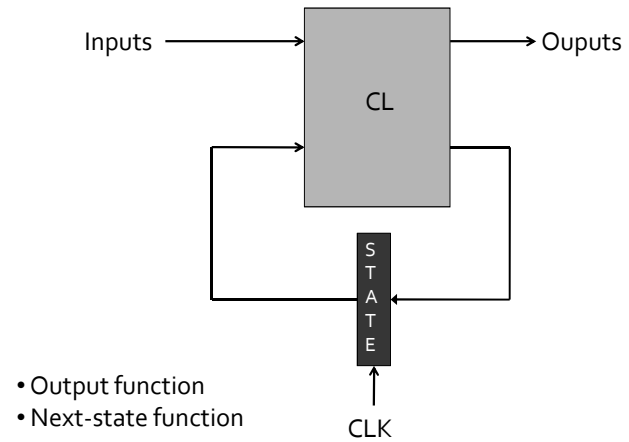 Inputs
Ouputs
CL
S
T
A
T
E
• Output function
• Next-state function
CLK